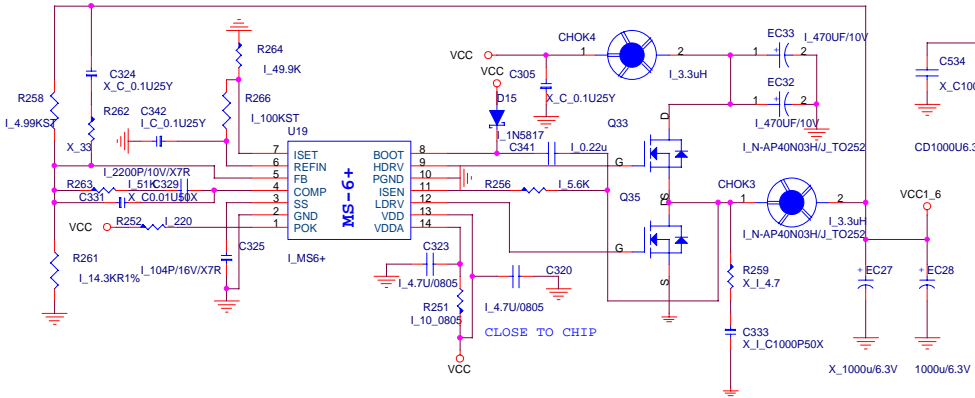 CHOK4
1
2
I_3.3uH
EC33
I_470UF/10V
1 + 2
EC32
1 + 2
I_470UF/10V
C534
X_C100
CD1000U6.3
R264
I_49.9K
VCC
VCC
C305
X_C_0.1U25Y
D15
I_1N5817
C324
X_C_0.1U25Y
R258
I_4.99KST
R262
X_33
C342
I_C_0.1U25Y
R266
I_100KST
U19
MS-6+
7 ISET
6 REFIN
5 FB
4 COMP
3 SS
2 GND
1 POK
BOOT 8
HDRV 9
PGND 10
ISEN 11
LDRV 12
VDD 13
VDDA 14
I_MS6+
C341
I_0.22u
Q33
D
G
I_N-AP40N03H/J_TO252
I_2200P/10V/X7R
R263
I_51K
C329
C331
X_C0.01U50X
VCC
R252
I_220
R256
I_5.6K
Q35
D
S
G
S
CHOK3
1
2
I_3.3uH
I_N-AP40N03H/J_TO252
VCC1_6
R261
I_14.3KR1%
C325
I_104P/16V/X7R
C323
I_4.7U/0805
R251
I_10_0805
VCC
C320
I_4.7U/0805
CLOSE TO CHIP
R259
X_I_4.7
C333
X_I_C1000P50X
+ EC27
X_1000u/6.3V
+ EC28
1000u/6.3V